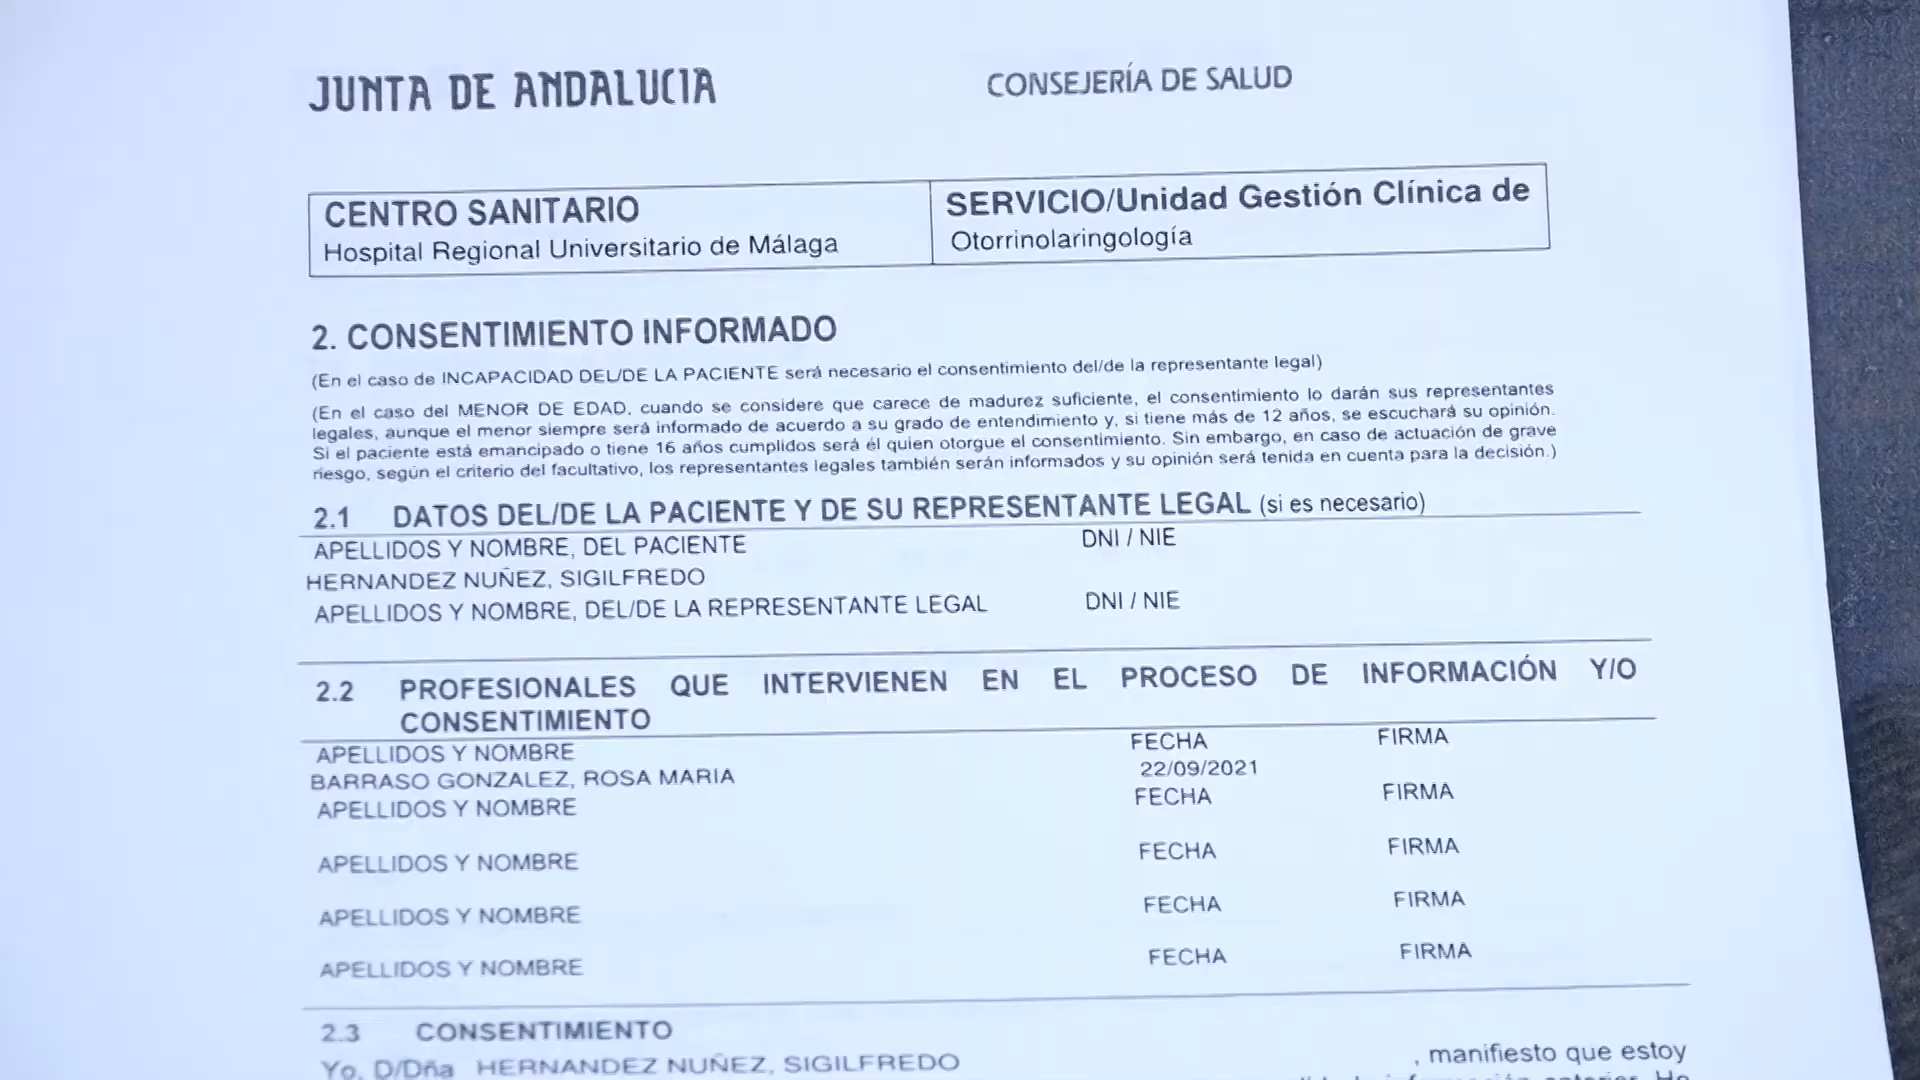 JUNTA DE ANDALUCIA
CONSEJERÍA DE SALUD
CENTRO SANITARIO
Hospital Regional Universitario de Málaga
SERVICIO/Unidad Gestión Clínica de
Otorrinolaringología
2. CONSENTIMIENTO INFORMADO
(En el caso de INCAPACIDAD DEL/DE LA PACIENTE será necesario el consentimiento del/de la representante legal)
(En el caso del MENOR DE EDAD, cuando se considere que carece de madurez suficiente, el consentimiento lo darán sus representantes
legales, aunque el menor siempre será informado de acuerdo a su grado de entendimiento y, si tiene más de 12 años, se escuchará su opinión.
Si el paciente está emancipado o tiene 16 años cumplidos será él quien otorgue el consentimiento. Sin embargo, en caso de actuación de grave
riesgo, según el criterio del facultativo, los representantes legales también serán informados y su opinión será tenida en cuenta para la decisión.)
2.1 DATOS DEL/DE LA PACIENTE Y DE SU REPRESENTANTE LEGAL (si es necesario)
APELLIDOS Y NOMBRE, DEL PACIENTE DNI / NIE
HERNANDEZ NUÑEZ, SIGILFREDO
APELLIDOS Y NOMBRE, DEL/DE LA REPRESENTANTE LEGAL DNI / NIE
2.2 PROFESIONALES QUE INTERVIENEN EN EL PROCESO DE INFORMACIÓN Y/O
CONSENTIMIENTO
APELLIDOS Y NOMBRE FECHA FIRMA
BARRASO GONZALEZ, ROSA MARIA 22/09/2021
APELLIDOS Y NOMBRE FECHA FIRMA
APELLIDOS Y NOMBRE FECHA FIRMA
APELLIDOS Y NOMBRE FECHA FIRMA
APELLIDOS Y NOMBRE FECHA FIRMA
2.3 CONSENTIMIENTO
Yo, D/Dña HERNANDEZ NUÑEZ, SIGILFREDO , manifiesto que estoy